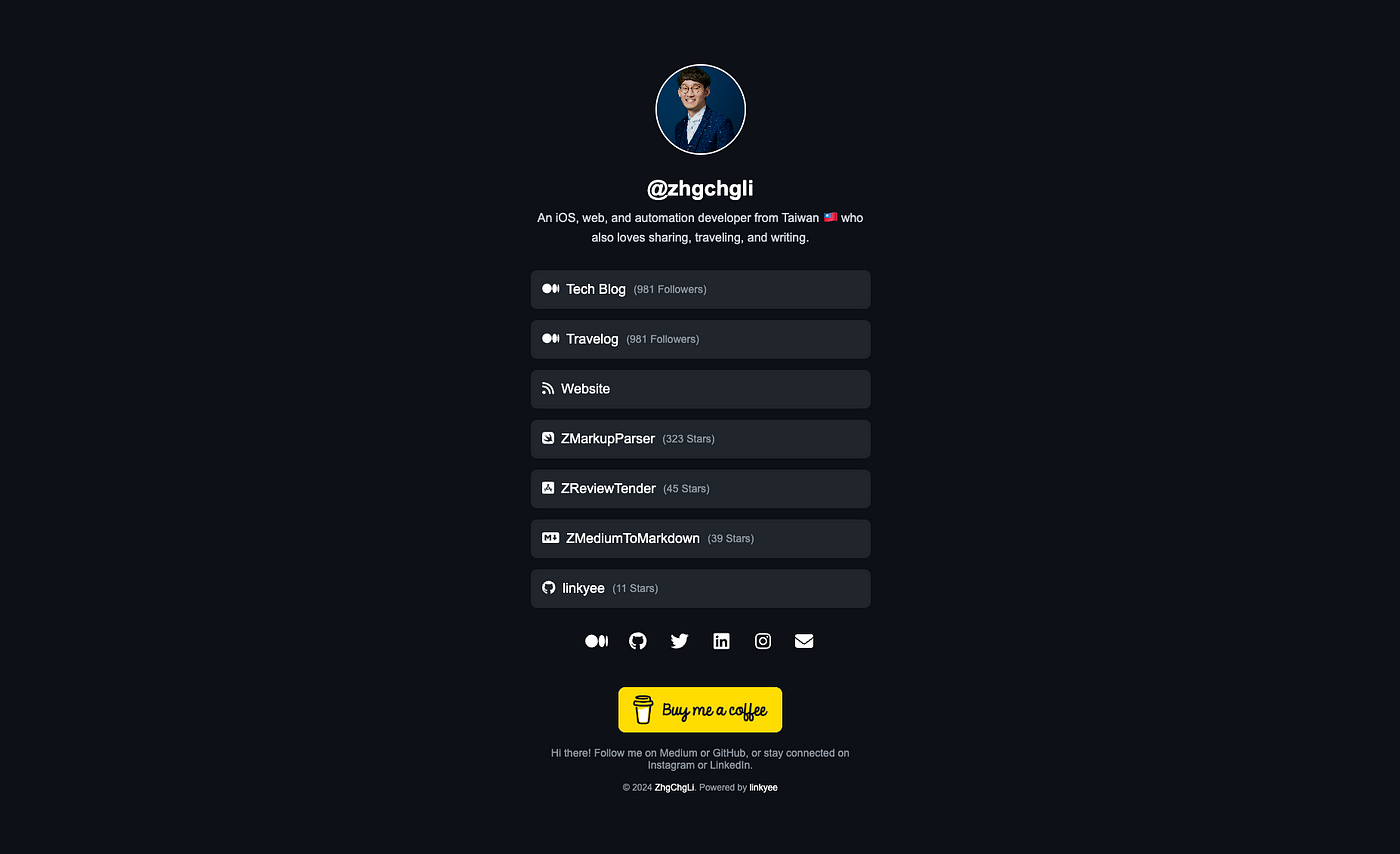 @zhgchgli
An iOS, web, and automation developer from Taiwan 🇹🇼 who
also loves sharing, traveling, and writing.
Tech Blog (981 Followers)
Travelog (981 Followers)
Website
ZMarkupParser (323 Stars)
ZReviewTender (45 Stars)
ZMediumToMarkdown (39 Stars)
linkyee (11 Stars)
Buy me a coffee
Hi there! Follow me on Medium or GitHub, or stay connected on
Instagram or LinkedIn.
© 2024 ZhgChgLi. Powered by linkyee